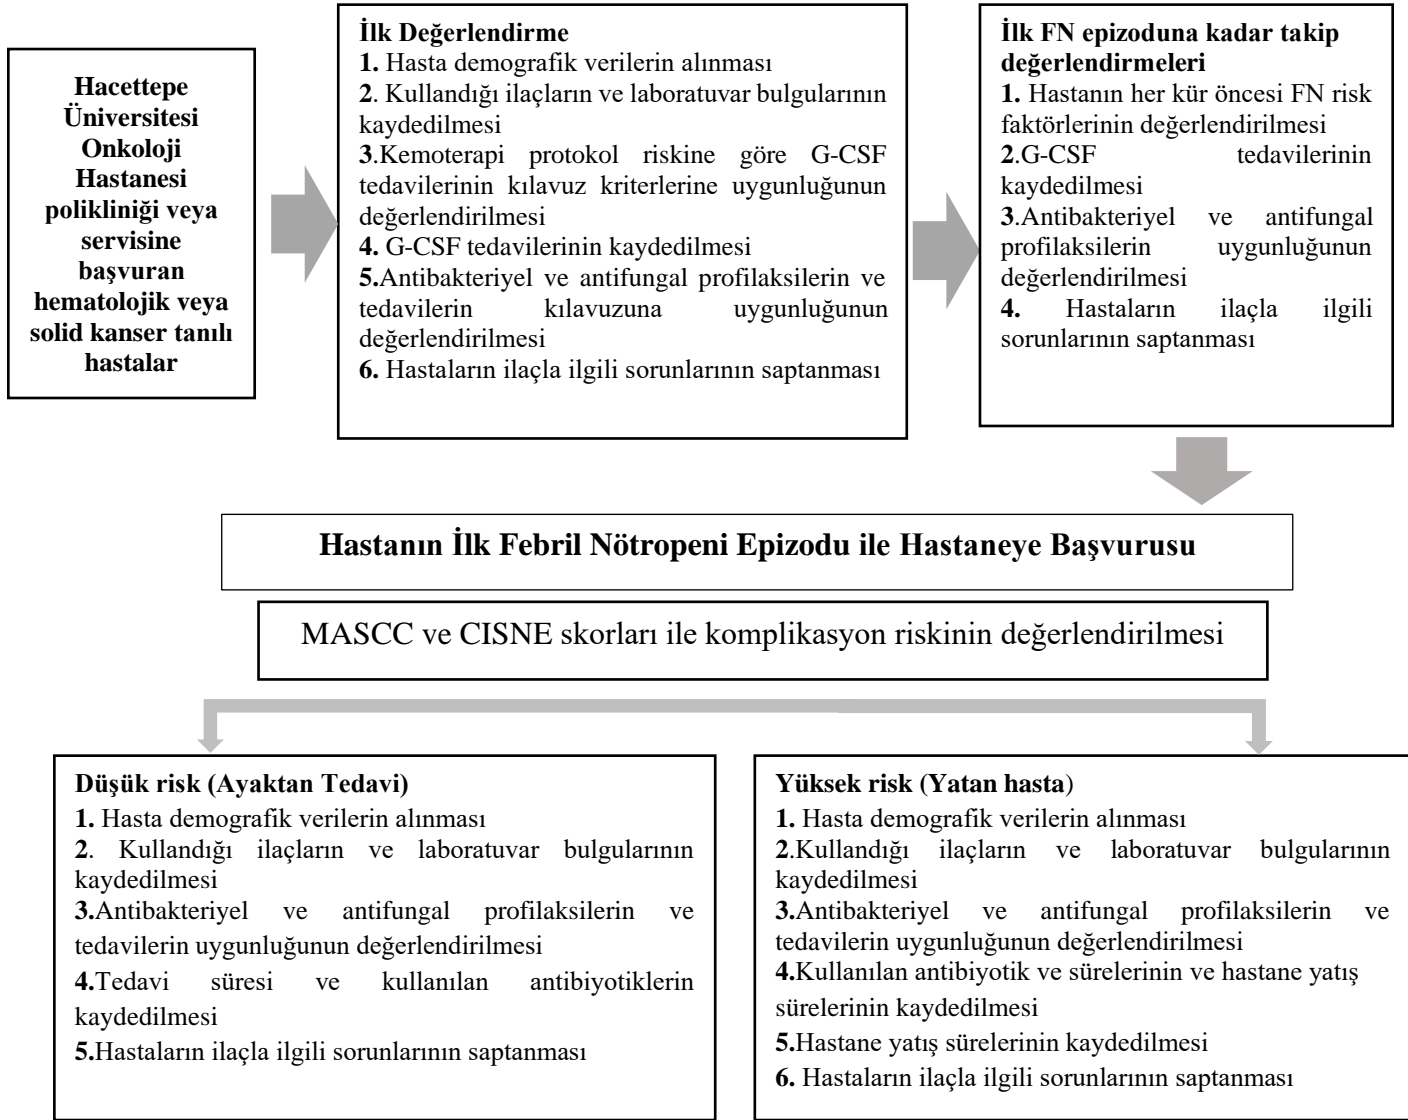 Hacettepe
Üniversitesi
Onkoloji
Hastanesi
polikliniği veya
servisine
başvuran
hematolojik veya
solid kanser tanılı
hastalar
İlk Değerlendirme
1. Hasta demografik verilerin alınması
2. Kullandığı ilaçların ve laboratuvar bulgularının
kaydedilmesi
3.Kemoterapi protokol riskine göre G-CSF
tedavilerinin kılavuz kriterlerine uygunluğunun
değerlendirilmesi
4. G-CSF tedavilerinin kaydedilmesi
5.Antibakteriyel ve antifungal profilaksilerin ve
tedavilerin kılavuzuna uygunluğunun
değerlendirilmesi
6. Hastaların ilaçla ilgili sorunlarının saptanması
İlk FN epizoduna kadar takip
değerlendirmeleri
1. Hastanın her kür öncesi FN risk
faktörlerinin değerlendirilmesi
2.G-CSF tedavilerinin
kaydedilmesi
3.Antibakteriyel ve antifungal
profilaksilerin uygunluğunun
değerlendirilmesi
4. Hastaların ilaçla ilgili
sorunlarının saptanması
Hastanın İlk Febril Nötropeni Epizodu ile Hastaneye Başvurusu
MASCC ve CISNE skorları ile komplikasyon riskinin değerlendirilmesi
Düşük risk (Ayaktan Tedavi)
1. Hasta demografik verilerin alınması
2. Kullandığı ilaçların ve laboratuvar bulgularının
kaydedilmesi
3.Antibakteriyel ve antifungal profilaksilerin ve
tedavilerin uygunluğunun değerlendirilmesi
4.Tedavi süresi ve kullanılan antibiyotiklerin
kaydedilmesi
5.Hastaların ilaçla ilgili sorunlarının saptanması
Yüksek risk (Yatan hasta)
1. Hasta demografik verilerin alınması
2.Kullandığı ilaçların ve laboratuvar bulgularının
kaydedilmesi
3.Antibakteriyel ve antifungal profilaksilerin ve
tedavilerin uygunluğunun değerlendirilmesi
4.Kullanılan antibiyotik ve sürelerinin ve hastane yatış
sürelerinin kaydedilmesi
5.Hastane yatış sürelerinin kaydedilmesi
6. Hastaların ilaçla ilgili sorunlarının saptanması